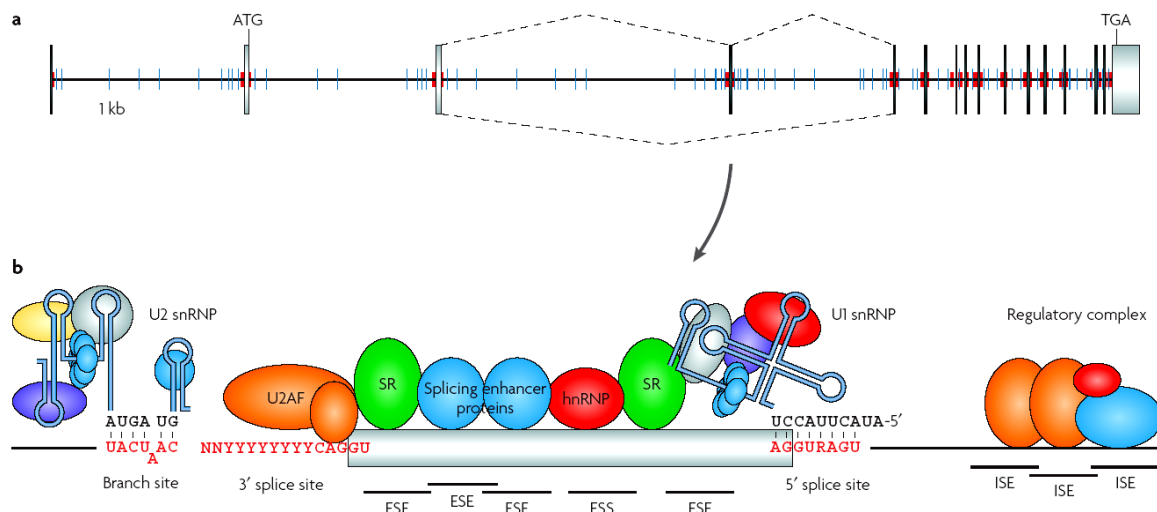 a
ATG
TGA
1 kb
b
U2 snRNP
U1 snRNP
Regulatory complex
SR
SR
Splicing enhancer
proteins
hnRNP
U2AF
AUGA UG
UCCAUUCAUA-5′
UACU AC
A
NNYYYYYYYYCAGGU
AGGURAGU
Branch site
3′ splice site
5′ splice site
ESE
ESE
ESE
ESS
ESE
ISE
ISE
ISE